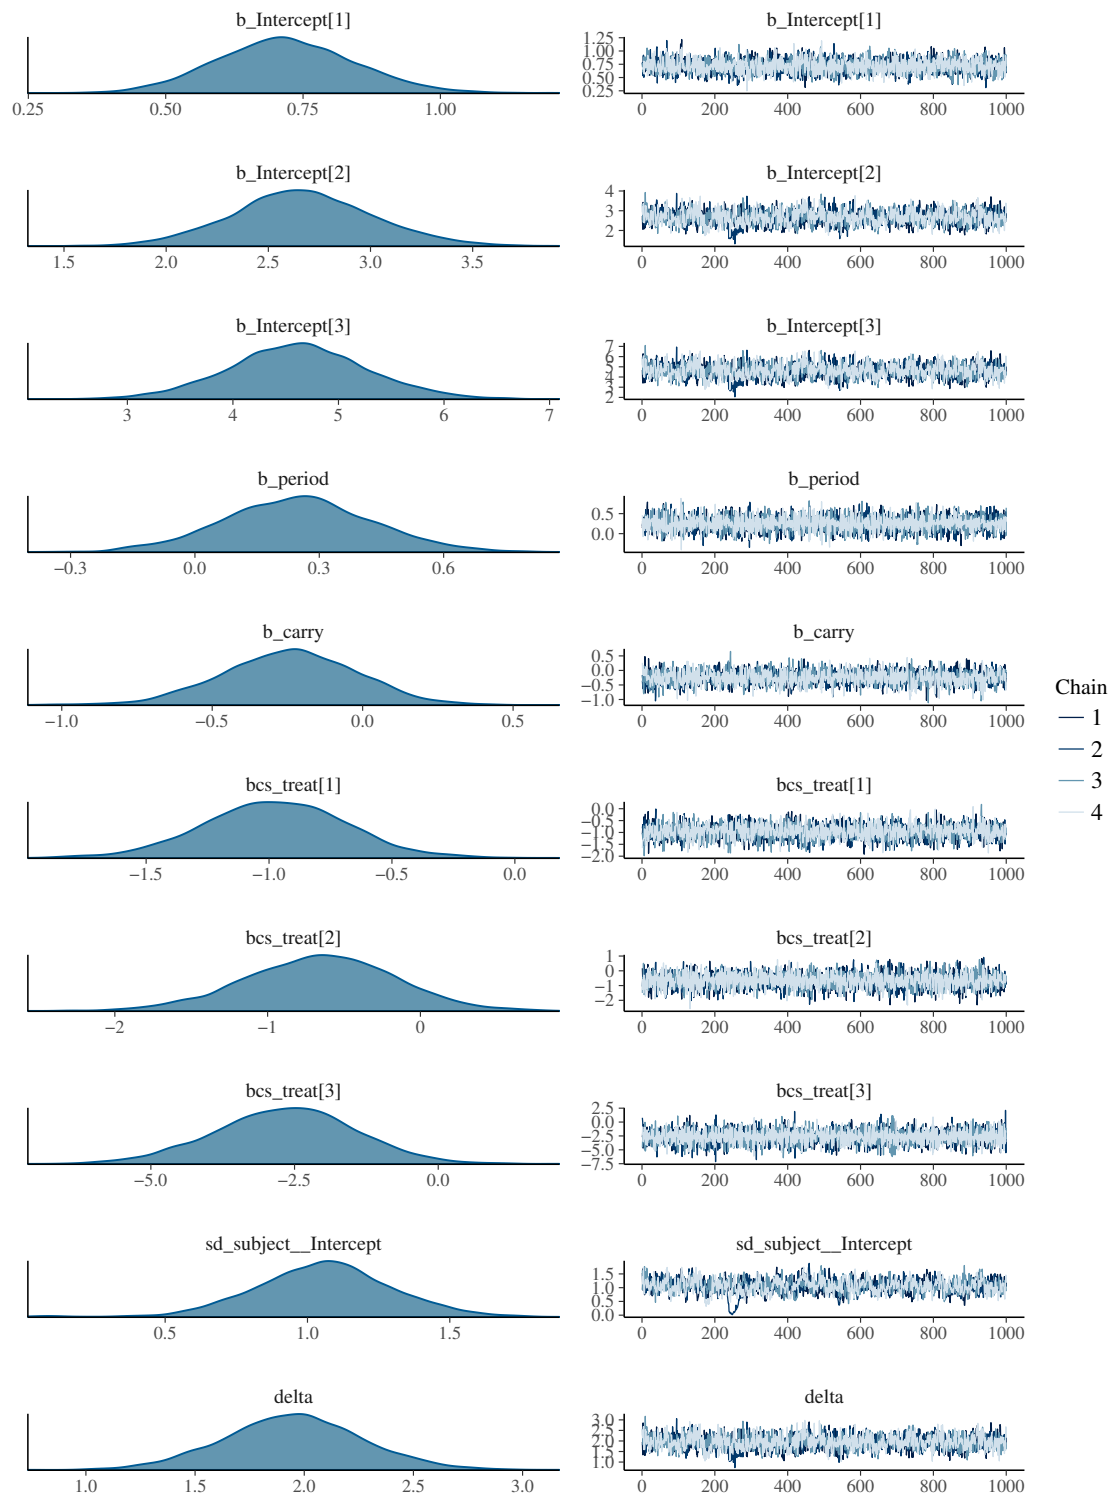 b_Intercept[1] b_Intercept[1]
1.25
1.00
0.75
0.50
0.25
0.25 0.50 0.75 1.00 0 200 400 600 800 1000
b_Intercept[2] b_Intercept[2]
4
3
2
1.5 2.0 2.5 3.0 3.5 0 200 400 600 800 1000
b_Intercept[3] b_Intercept[3]
7
6
5
4
3
2
3 4 5 6 7 0 200 400 600 800 1000
b_period b_period
0.5
0.0
−0.3 0.0 0.3 0.6 0 200 400 600 800 1000
b_carry b_carry
0.5
0.0
−0.5
−1.0
−1.0 −0.5 0.0 0.5 0 200 400 600 800 1000
Chain
1
2
3
4
bcs_treat[1] bcs_treat[1]
0.0
−0.5
−1.0
−1.5
−2.0
−1.5 −1.0 −0.5 0.0 0 200 400 600 800 1000
bcs_treat[2] bcs_treat[2]
1
0
−1
−2
−2 −1 0 0 200 400 600 800 1000
bcs_treat[3] bcs_treat[3]
2.5
0.0
−2.5
−5.0
−7.5
−5.0 −2.5 0.0 0 200 400 600 800 1000
sd_subject__Intercept sd_subject__Intercept
1.5
1.0
0.5
0.0
0.5 1.0 1.5 0 200 400 600 800 1000
delta delta
3.0
2.5
2.0
1.5
1.0
1.0 1.5 2.0 2.5 3.0 0 200 400 600 800 1000